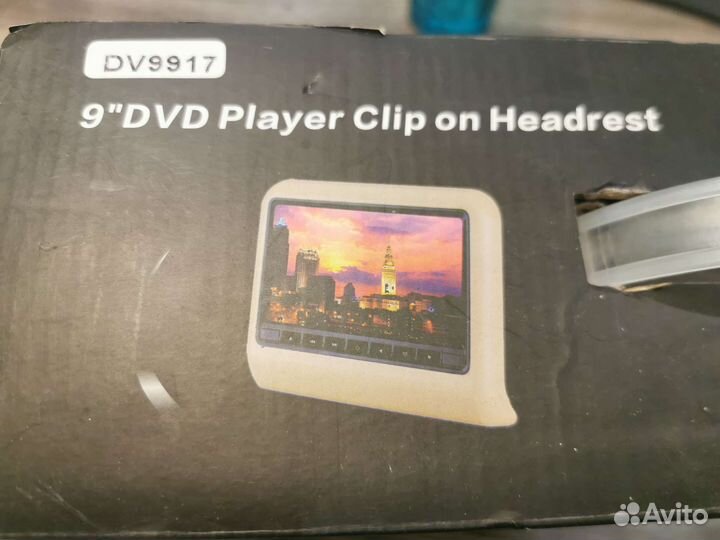 DV9917
9"DVD Player Clip on Headrest
Avito